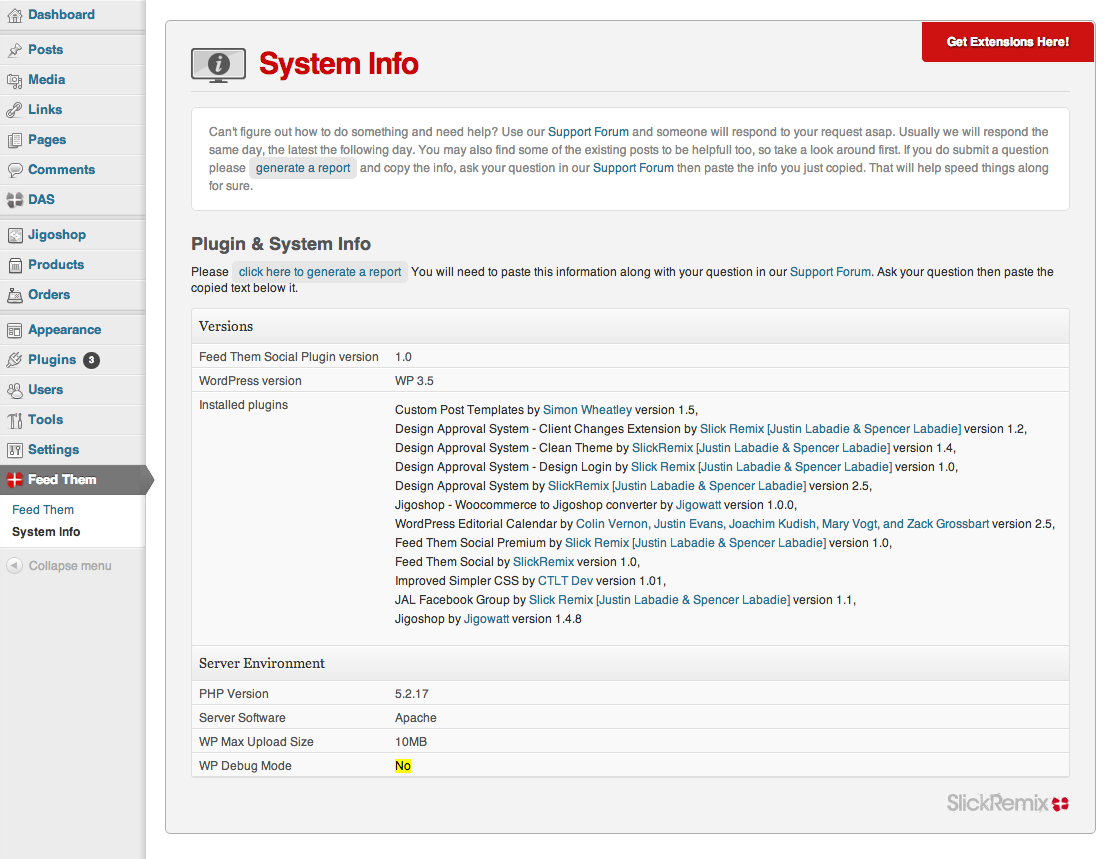 Dashboard
Posts
Media
Links
Pages
Comments
DAS
Jigoshop
Products
Orders
Appearance
Plugins 3
Users
Tools
Settings
Feed Them
Feed Them
System Info
Collapse menu
Get Extensions Here!
System Info
Can't figure out how to do something and need help? Use our Support Forum and someone will respond to your request asap. Usually we will respond the
same day, the latest the following day. You may also find some of the existing posts to be helpfull too, so take a look around first. If you do submit a question
please generate a report and copy the info, ask your question in our Support Forum then paste the info you just copied. That will help speed things along
for sure.
Plugin & System Info
Please click here to generate a report You will need to paste this information along with your question in our Support Forum. Ask your question then paste the
copied text below it.
Versions
Feed Them Social Plugin version 1.0
WordPress version WP 3.5
Installed plugins
Custom Post Templates by Simon Wheatley version 1.5,
Design Approval System - Client Changes Extension by Slick Remix [Justin Labadie & Spencer Labadie] version 1.2,
Design Approval System - Clean Theme by SlickRemix [Justin Labadie & Spencer Labadie] version 1.4,
Design Approval System - Design Login by Slick Remix [Justin Labadie & Spencer Labadie] version 1.0,
Design Approval System by SlickRemix [Justin Labadie & Spencer Labadie] version 2.5,
Jigoshop - Woocommerce to Jigoshop converter by Jigowatt version 1.0.0,
WordPress Editorial Calendar by Colin Vernon, Justin Evans, Joachim Kudish, Mary Vogt, and Zack Grossbart version 2.5,
Feed Them Social Premium by Slick Remix [Justin Labadie & Spencer Labadie] version 1.0,
Feed Them Social by SlickRemix version 1.0,
Improved Simpler CSS by CTLT Dev version 1.01,
JAL Facebook Group by Slick Remix [Justin Labadie & Spencer Labadie] version 1.1,
Jigoshop by Jigowatt version 1.4.8
Server Environment
PHP Version 5.2.17
Server Software Apache
WP Max Upload Size 10MB
WP Debug Mode No
SlickRemix